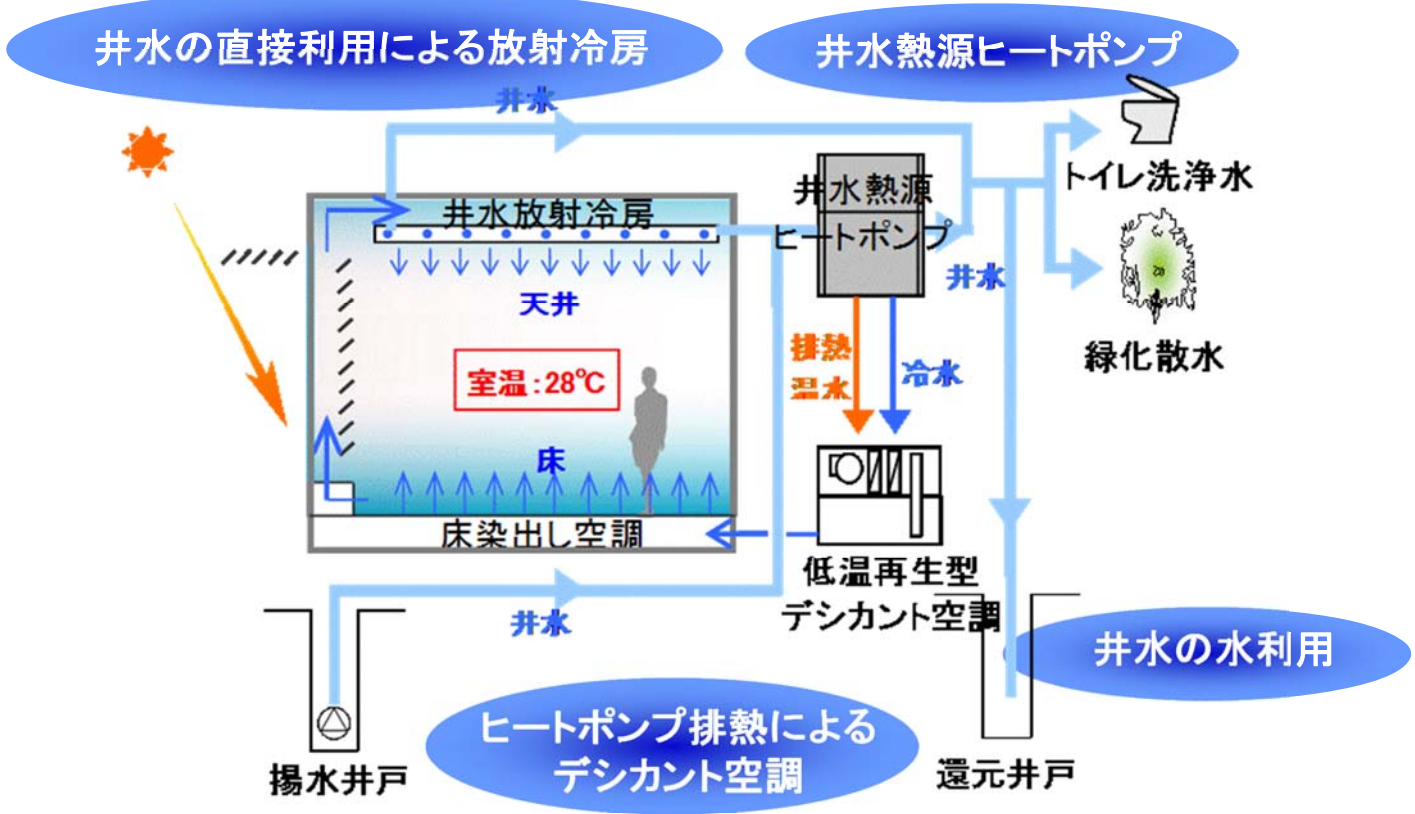 井水の直接利用による放射冷房
井水熱源ヒートポンプ
井水
トイレ洗浄水
井水熱源
ヒートポンプ
井水放射冷房
井水
天井
緑化散水
排熱
温水
冷水
室温:28℃
床
床染出し空調
低温再生型
デシカント空調
井水
井水の水利用
ヒートポンプ排熱による
デシカント空調
揚水井戸
還元井戸